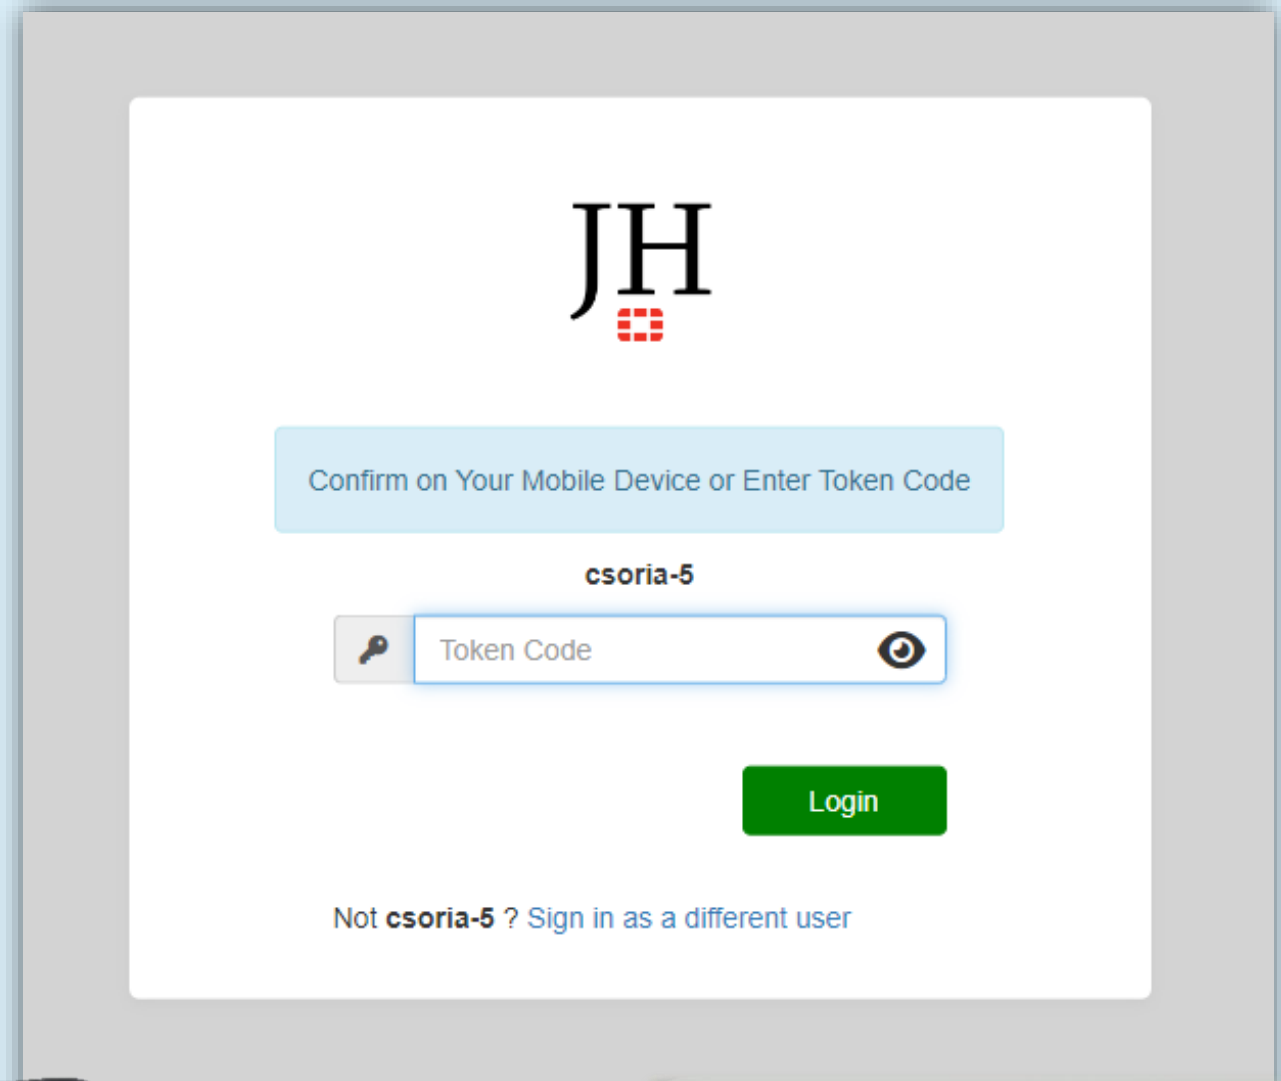 JH
Confirm on Your Mobile Device or Enter Token Code
csoria-5
Token Code
Login
Not csoria-5 ? Sign in as a different user